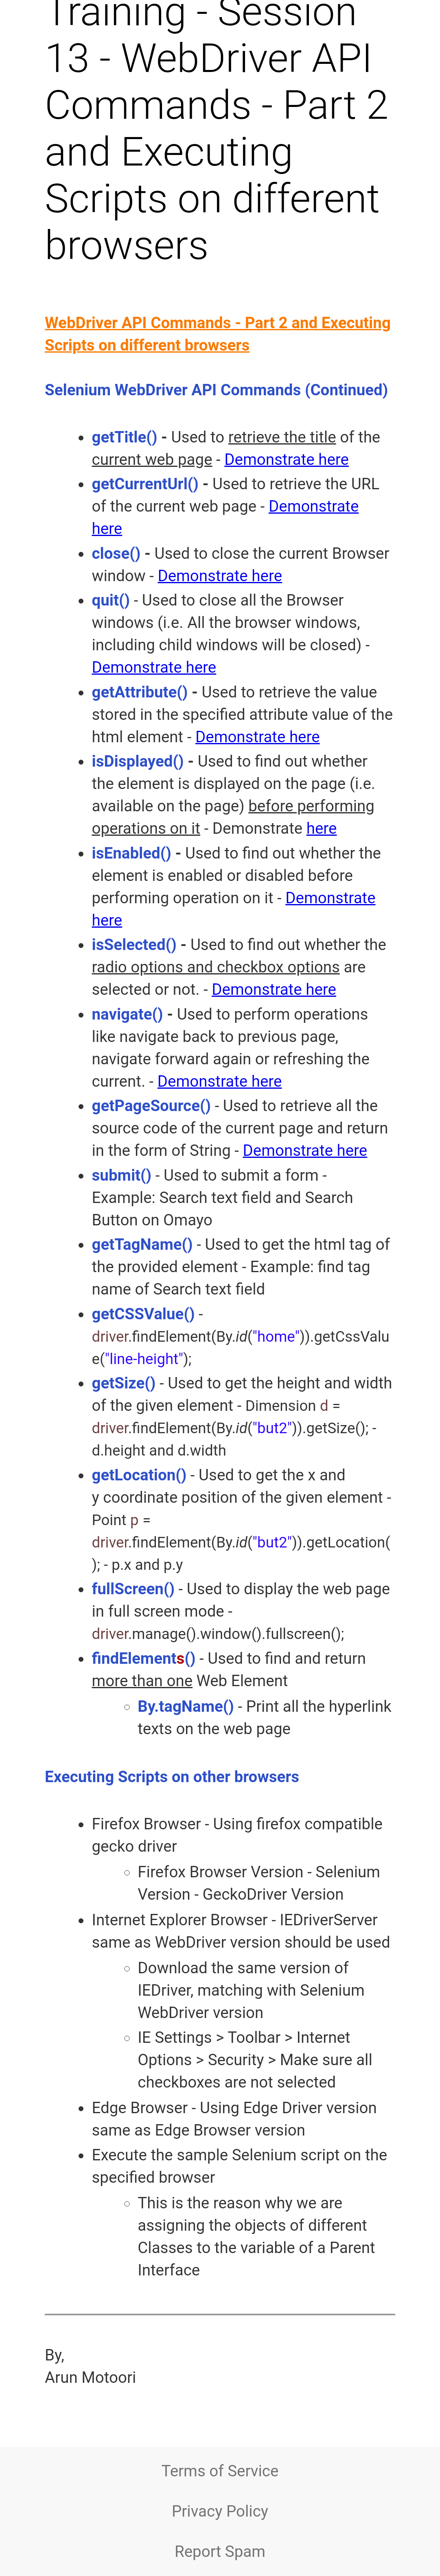 Training - Session
13 - WebDriver API
Commands - Part 2
and Executing
Scripts on different
browsers
WebDriver API Commands - Part 2 and Executing
Scripts on different browsers
Selenium WebDriver API Commands (Continued)
• getTitle() - Used to retrieve the title of the
current web page - Demonstrate here
• getCurrentUrl() - Used to retrieve the URL
of the current web page - Demonstrate
here
• close() - Used to close the current Browser
window - Demonstrate here
• quit() - Used to close all the Browser
windows (i.e. All the browser windows,
including child windows will be closed) -
Demonstrate here
• getAttribute() - Used to retrieve the value
stored in the specified attribute value of the
html element - Demonstrate here
• isDisplayed() - Used to find out whether
the element is displayed on the page (i.e.
available on the page) before performing
operations on it - Demonstrate here
• isEnabled() - Used to find out whether the
element is enabled or disabled before
performing operation on it - Demonstrate
here
• isSelected() - Used to find out whether the
radio options and checkbox options are
selected or not. - Demonstrate here
• navigate() - Used to perform operations
like navigate back to previous page,
navigate forward again or refreshing the
current. - Demonstrate here
• getPageSource() - Used to retrieve all the
source code of the current page and return
in the form of String - Demonstrate here
• submit() - Used to submit a form -
Example: Search text field and Search
Button on Omayo
• getTagName() - Used to get the html tag of
the provided element - Example: find tag
name of Search text field
• getCSSValue() -
driver.findElement(By.id("home")).getCssValu
e("line-height");
• getSize() - Used to get the height and width
of the given element - Dimension d =
driver.findElement(By.id("but2")).getSize(); -
d.height and d.width
• getLocation() - Used to get the x and
y coordinate position of the given element -
Point p =
driver.findElement(By.id("but2")).getLocation(
); - p.x and p.y
• fullScreen() - Used to display the web page
in full screen mode -
driver.manage().window().fullscreen();
• findElements() - Used to find and return
more than one Web Element
○ By.tagName() - Print all the hyperlink
texts on the web page
Executing Scripts on other browsers
• Firefox Browser - Using firefox compatible
gecko driver
○ Firefox Browser Version - Selenium
Version - GeckoDriver Version
• Internet Explorer Browser - IEDriverServer
same as WebDriver version should be used
○ Download the same version of
IEDriver, matching with Selenium
WebDriver version
○ IE Settings > Toolbar > Internet
Options > Security > Make sure all
checkboxes are not selected
• Edge Browser - Using Edge Driver version
same as Edge Browser version
• Execute the sample Selenium script on the
specified browser
○ This is the reason why we are
assigning the objects of different
Classes to the variable of a Parent
Interface
By,
Arun Motoori
Terms of Service
Privacy Policy
Report Spam